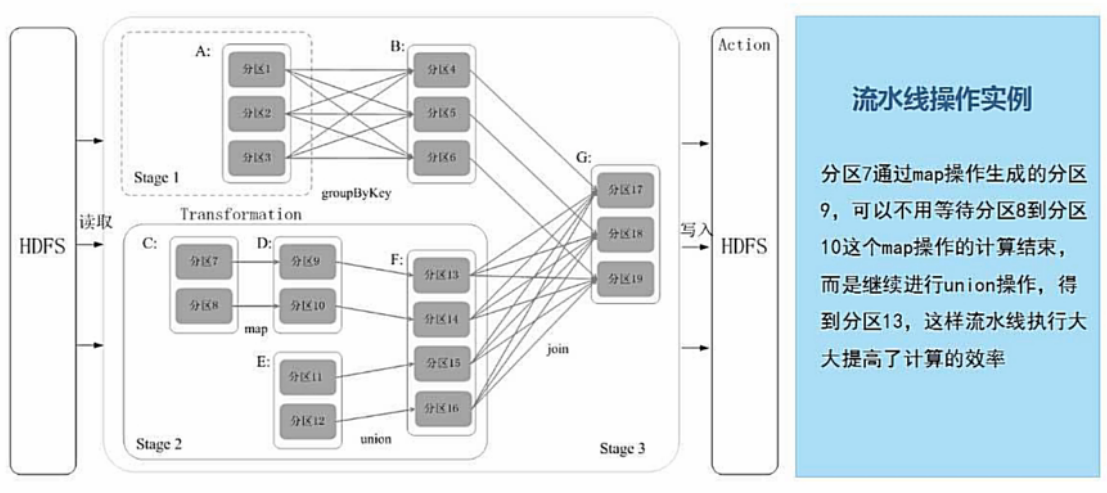 HDFS
读取
A:
分区1
分区2
分区3
Stage 1
B:
分区4
分区5
分区6
groupByKey
Transformation
C:
分区7
分区8
map
D:
分区9
分区10
E:
分区11
分区12
union
F:
分区13
分区14
分区15
分区16
Stage 2
join
G:
分区17
分区18
分区19
Stage 3
写入
Action
HDFS
流水线操作实例
分区7通过map操作生成的分区
9，可以不用等待分区8到分区
10这个map操作的计算结束，
而是继续进行union操作，得
到分区13，这样流水线执行大
大提高了计算的效率